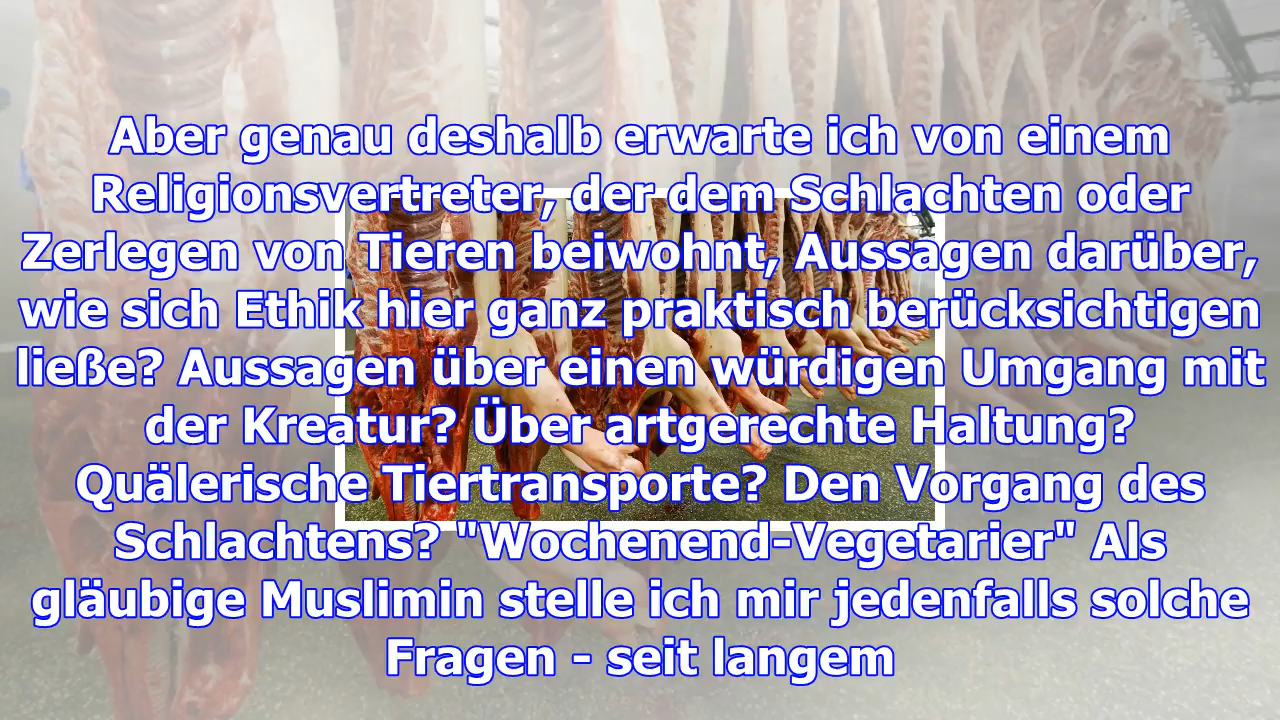 Aber genau deshalb erwarte ich von einem
Religionsvertreter, der dem Schlachten oder
Zerlegen von Tieren beiwohnt, Aussagen darüber,
wie sich Ethik hier ganz praktisch berücksichtigen
ließe? Aussagen über einen würdigen Umgang mit
der Kreatur? Über artgerechte Haltung?
Quälerische Tiertransporte? Den Vorgang des
Schlachtens? "Wochenend-Vegetarier" Als
gläubige Muslimin stelle ich mir jedenfalls solche
Fragen - seit langem